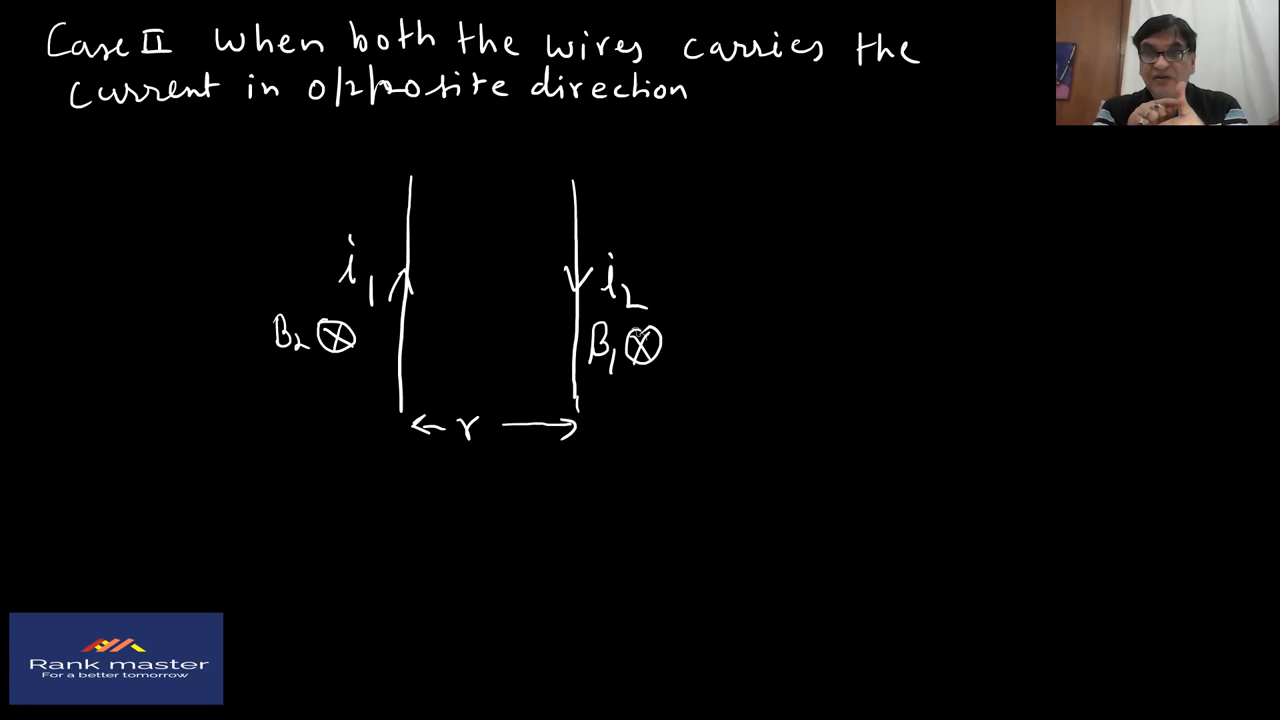 Case II When both the wires carries the
current in opposite direction
i1
i2
B2 ⊗
B1 ⊗
r
Rank master
For a better tomorrow